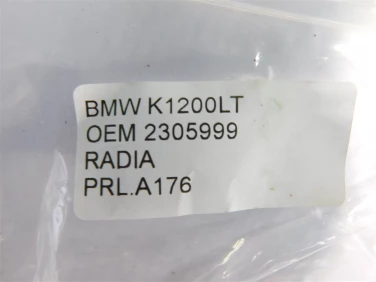 BMW K1200LT
OEM 2305999
RADIA
PRL.A176